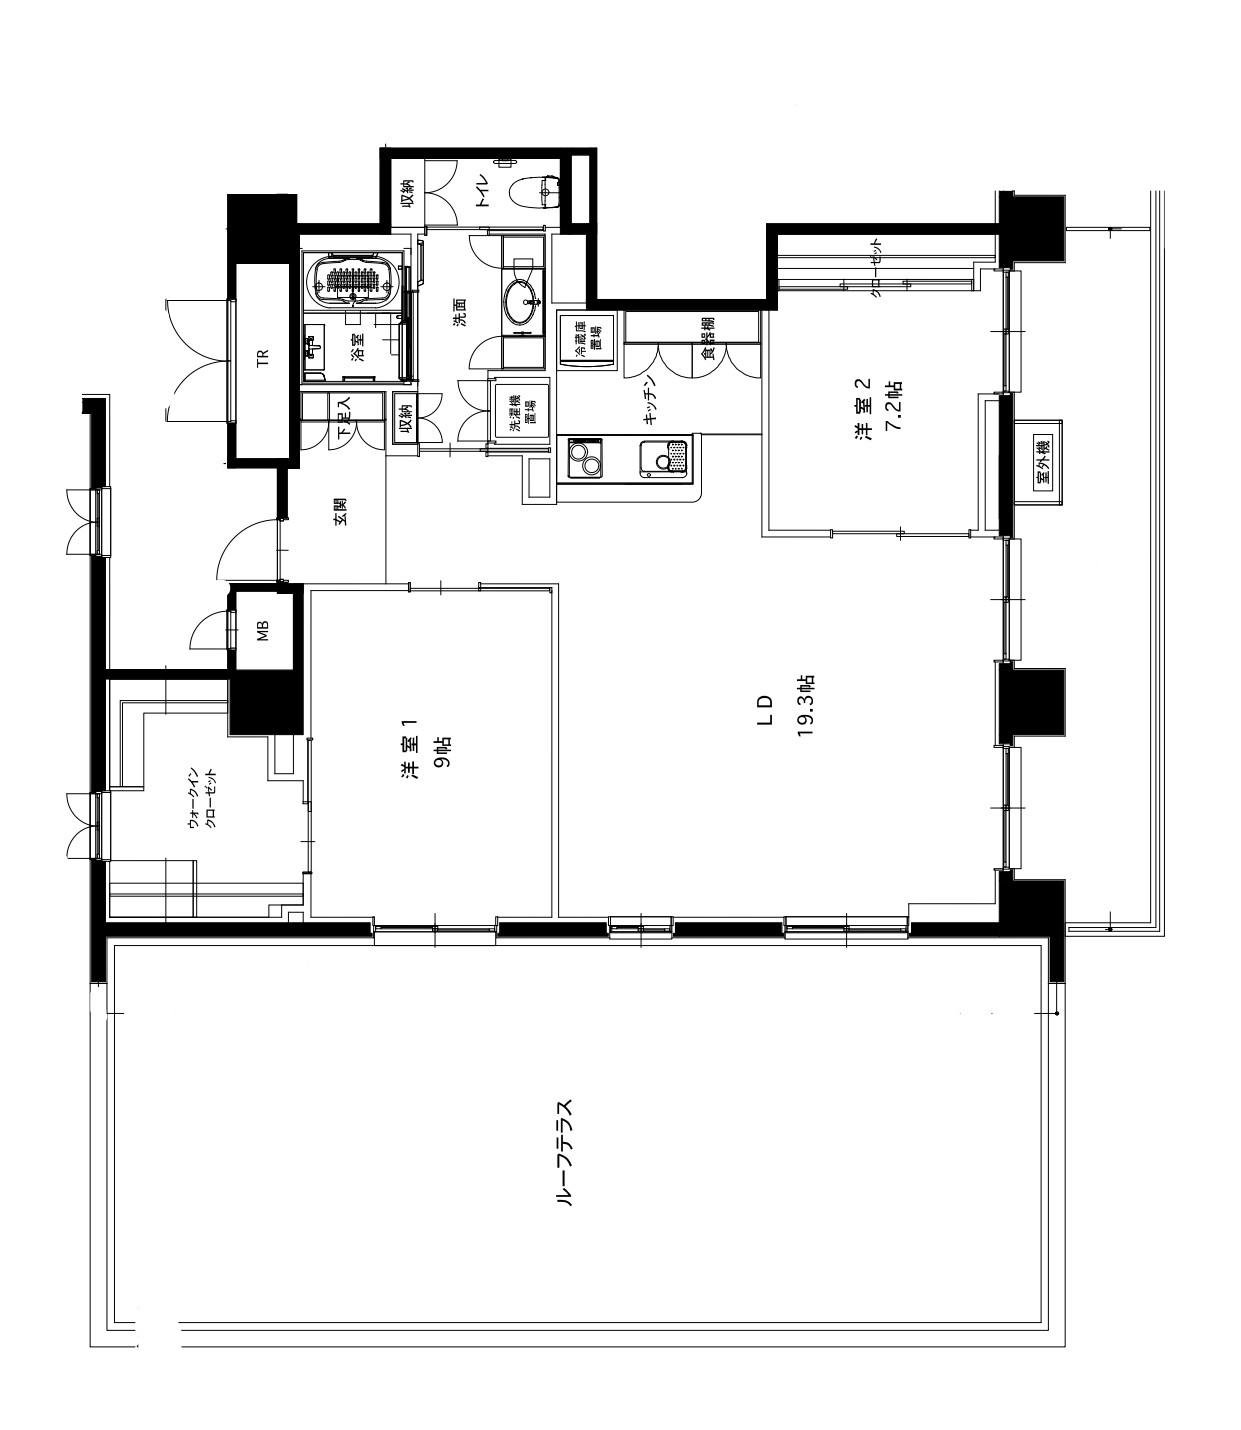 収納
トイレ
洗面
浴室
TR
下足入
収納
洗濯機
置場
冷蔵庫
置場
食器棚
キッチン
クローゼット
洋室2
7.2帖
室外機
玄関
MB
洋室1
9帖
LD
19.3帖
ウォークイン
クローゼット
ルーフテラス